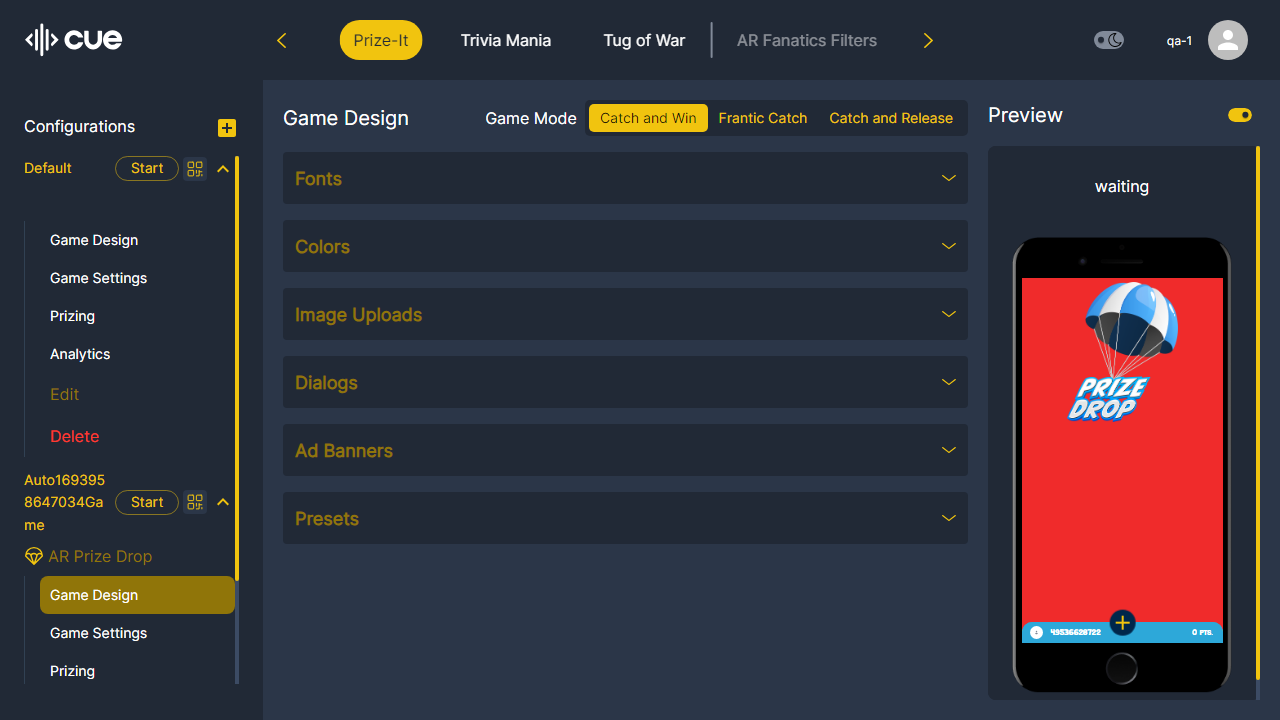 cue
Prize-It
Trivia Mania
Tug of War
AR Fanatics Filters
qa-1
Configurations
Default
Start
Game Design
Game Settings
Prizing
Analytics
Edit
Delete
Auto169395
8647034Ga
me
Start
AR Prize Drop
Game Design
Game Settings
Prizing
Game Design
Game Mode
Catch and Win
Frantic Catch
Catch and Release
Fonts
Colors
Image Uploads
Dialogs
Ad Banners
Presets
Preview
waiting
PRIZE
DROP
49536628722
0 PTS.